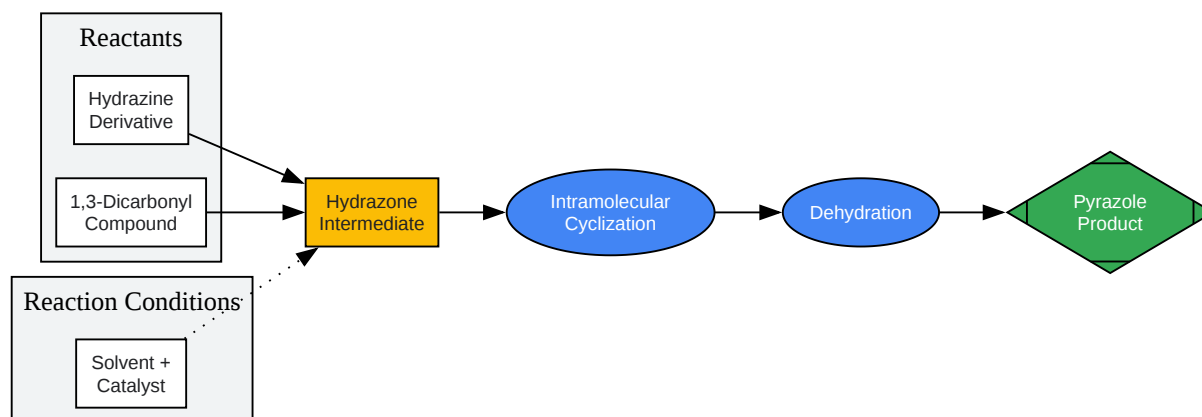 Reactants
Hydrazine
Derivative
1,3-Dicarbonyl
Compound
Reaction Conditions
Solvent +
Catalyst
Hydrazone
Intermediate
Intramolecular
Cyclization
Dehydration
Pyrazole
Product